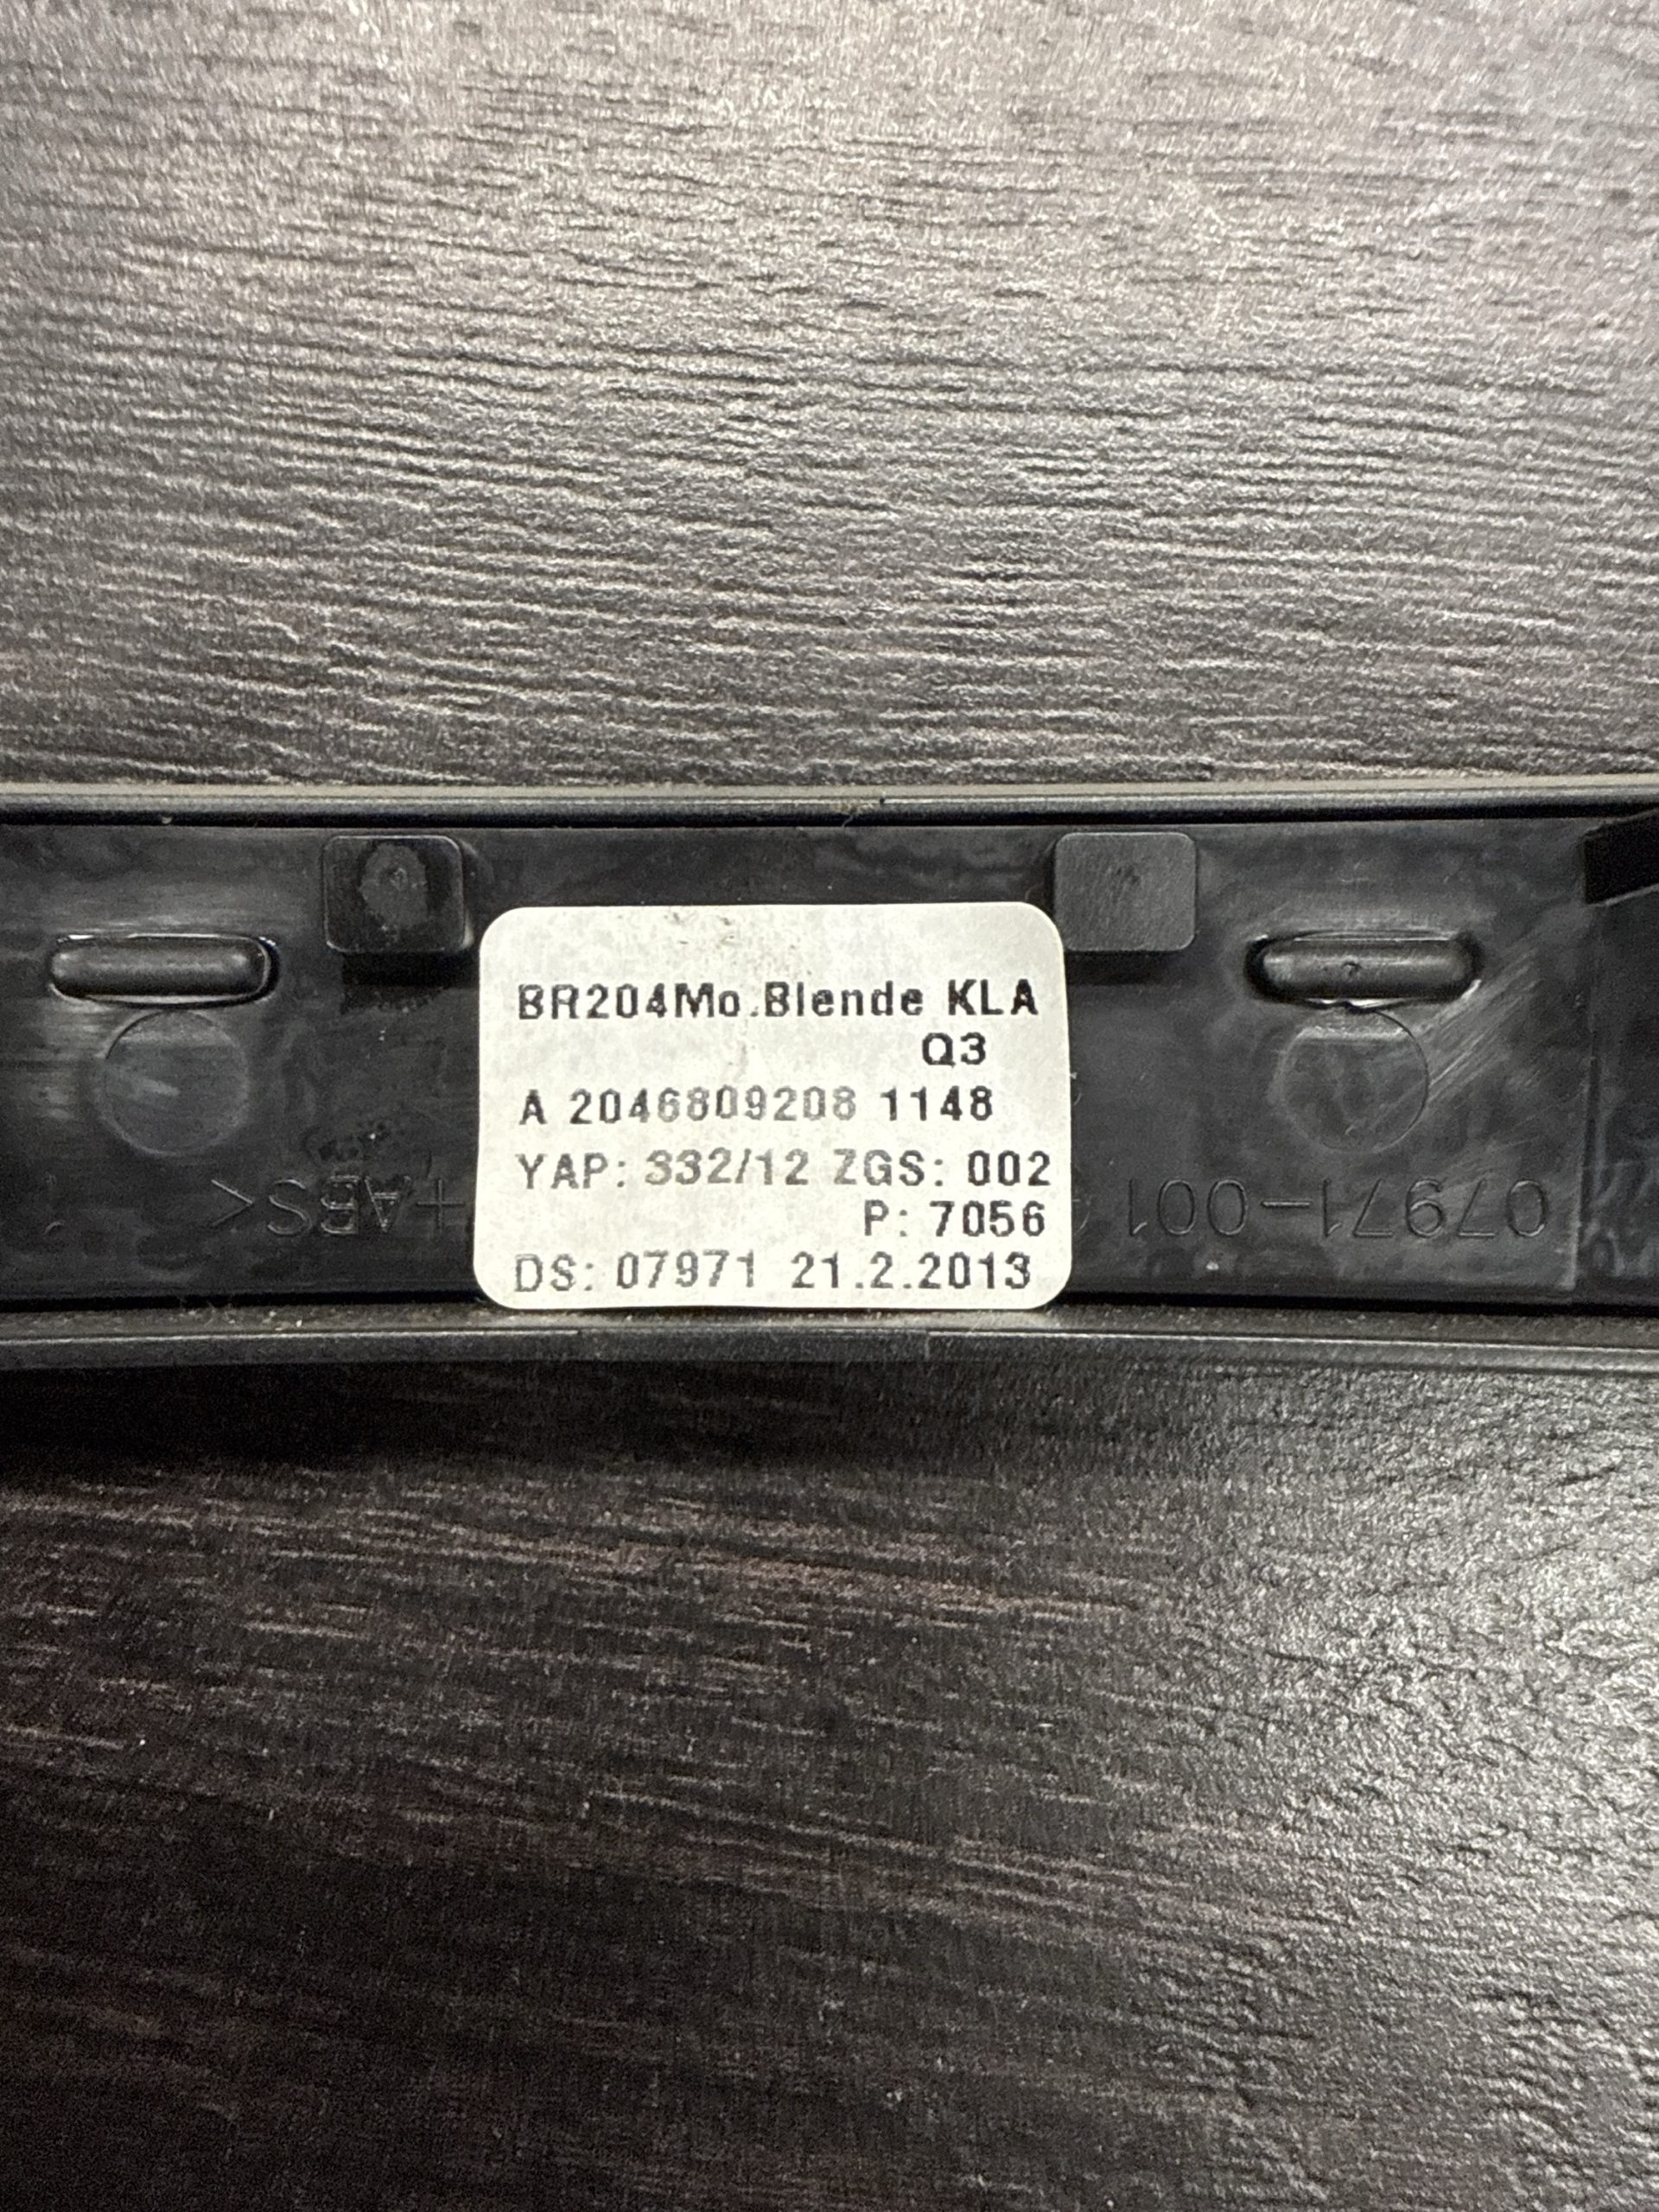 BR204Mo.Blende KLA
Q3
A 2046809208 1148
YAP: 332/12 ZGS: 002
P: 7056
DS: 07971 21.2.2013
07971-001
+ABS<